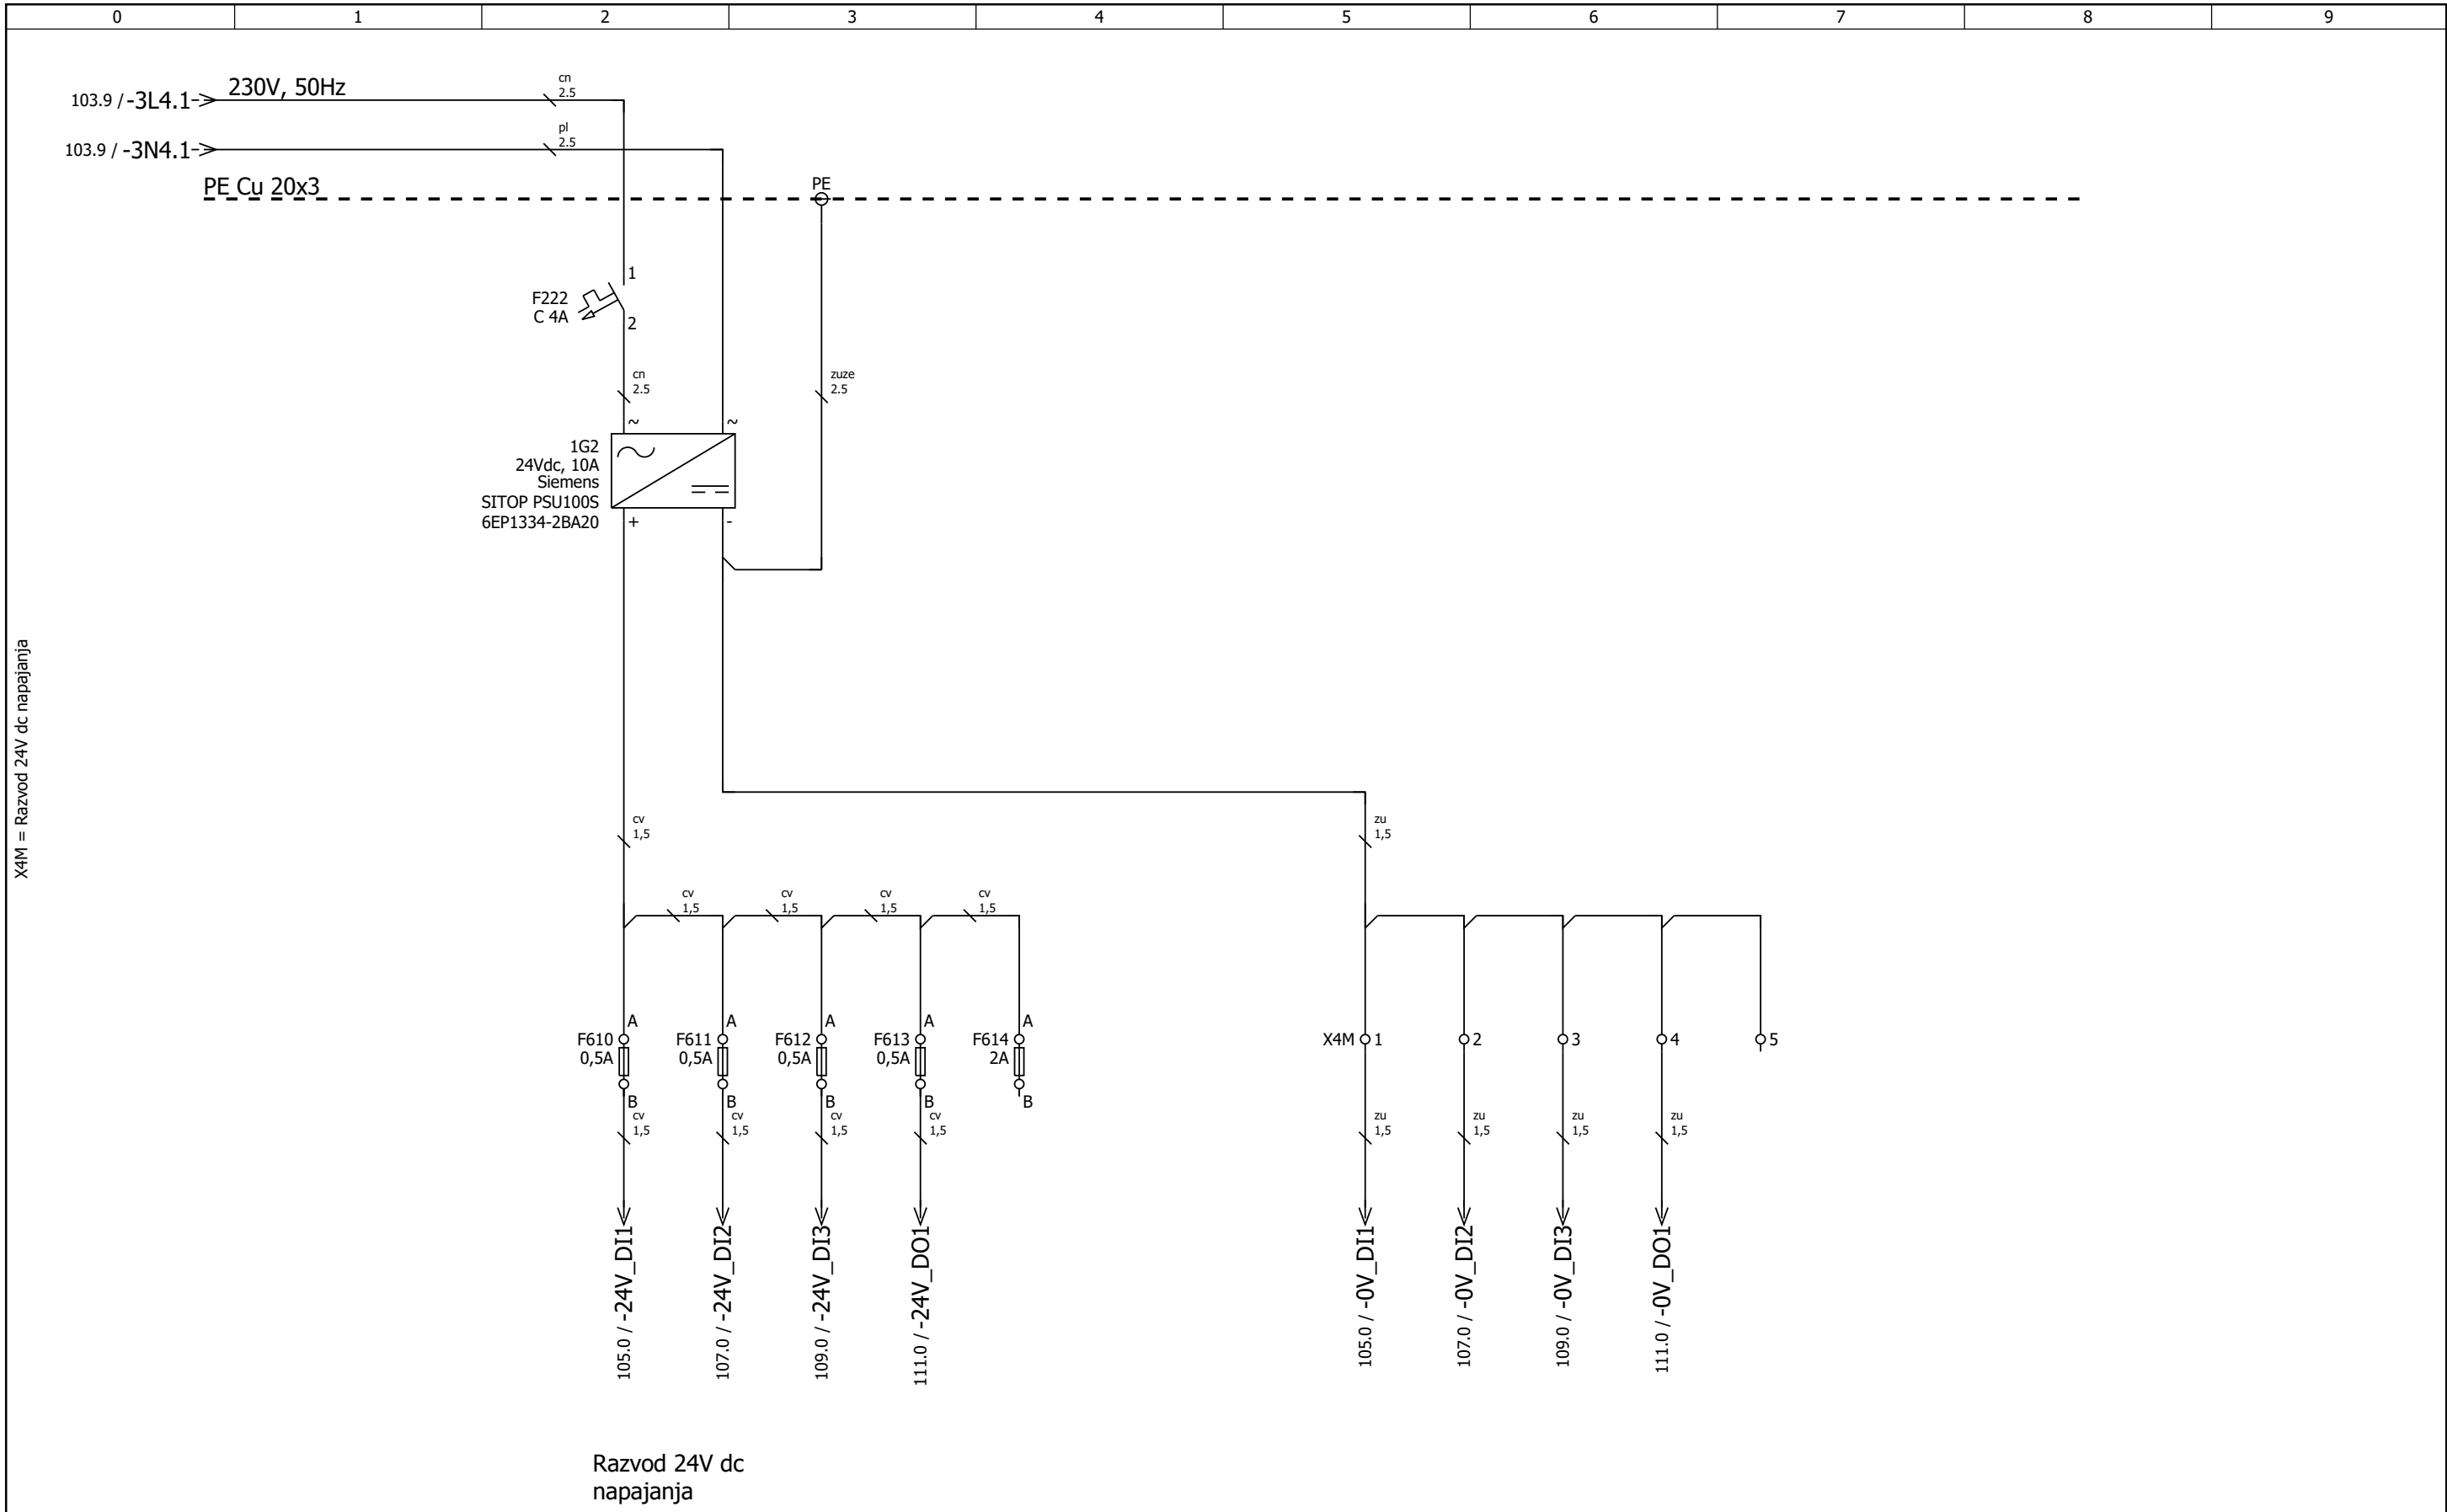 0 1 2 3 4 5 6 7 8 9
103.9 / -3L4.1
230V, 50Hz
cn
2.5
103.9 / -3N4.1
pl
2.5
PE Cu 20x3
PE
1
F222
C 4A
2
cn
2.5
zuze
2.5
~ ~
1G2
24Vdc, 10A
Siemens
SITOP PSU100S
6EP1334-2BA20
+ -
X4M = Razvod 24V dc napajanja
cv
1,5
zu
1,5
cv
1,5
cv
1,5
cv
1,5
cv
1,5
A
F610
0,5A
B
A
F611
0,5A
B
A
F612
0,5A
B
A
F613
0,5A
B
A
F614
2A
B
X4M 1 2 3 4 5
cv
1,5
cv
1,5
cv
1,5
cv
1,5
zu
1,5
zu
1,5
zu
1,5
zu
1,5
105.0 / -24V_DI1
107.0 / -24V_DI2
109.0 / -24V_DI3
111.0 / -24V_DO1
105.0 / -0V_DI1
107.0 / -0V_DI2
109.0 / -0V_DI3
111.0 / -0V_DO1
Razvod 24V dc
napajanja